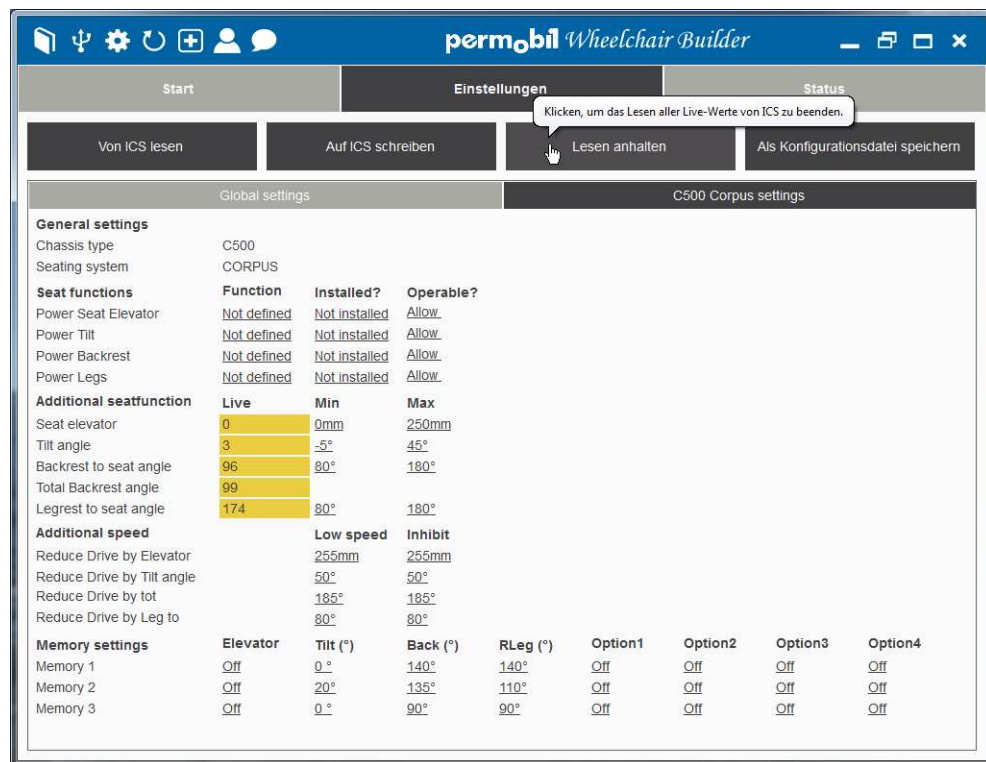 permobil Wheelchair Builder
Start Einstellungen Status
Klicken, um das Lesen aller Live-Werte von ICS zu beenden.
Von ICS lesen Auf ICS schreiben Lesen anhalten Als Konfigurationsdatei speichern
Global settings C500 Corpus settings
General settings
Chassis type C500
Seating system CORPUS
Seat functions Function Installed? Operable?
Power Seat Elevator Not defined Not installed Allow
Power Tilt Not defined Not installed Allow
Power Backrest Not defined Not installed Allow
Power Legs Not defined Not installed Allow
Additional seatfunction Live Min Max
Seat elevator 0 0mm 250mm
Tilt angle 3 -5° 45°
Backrest to seat angle 96 80° 180°
Total Backrest angle 99
Legrest to seat angle 174 80° 180°
Additional speed Low speed Inhibit
Reduce Drive by Elevator 255mm 255mm
Reduce Drive by Tilt angle 50° 50°
Reduce Drive by tot 185° 185°
Reduce Drive by Leg to 80° 80°
Memory settings Elevator Tilt (°) Back (°) RLeg (°) Option1 Option2 Option3 Option4
Memory 1 Off 0 ° 140° 140° Off Off Off Off
Memory 2 Off 20° 135° 110° Off Off Off Off
Memory 3 Off 0 ° 90° 90° Off Off Off Off